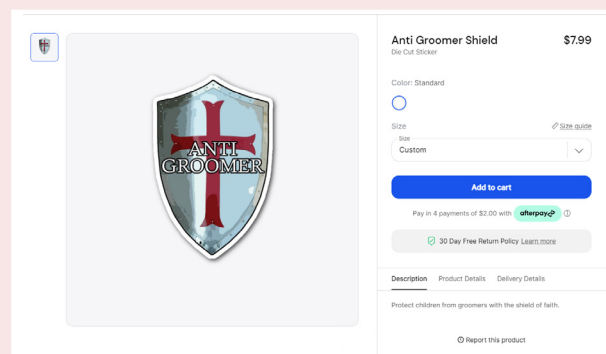 ANTI
GROOMER
Anti Groomer Shield $7.99
Die Cut Sticker
Color: Standard
Size Size guide
Size
Custom
Add to cart
Pay in 4 payments of $2.00 with afterpay
30 Day Free Return Policy Learn more
Description Product Details Delivery Details
Protect children from groomers with the shield of faith.
Report this product